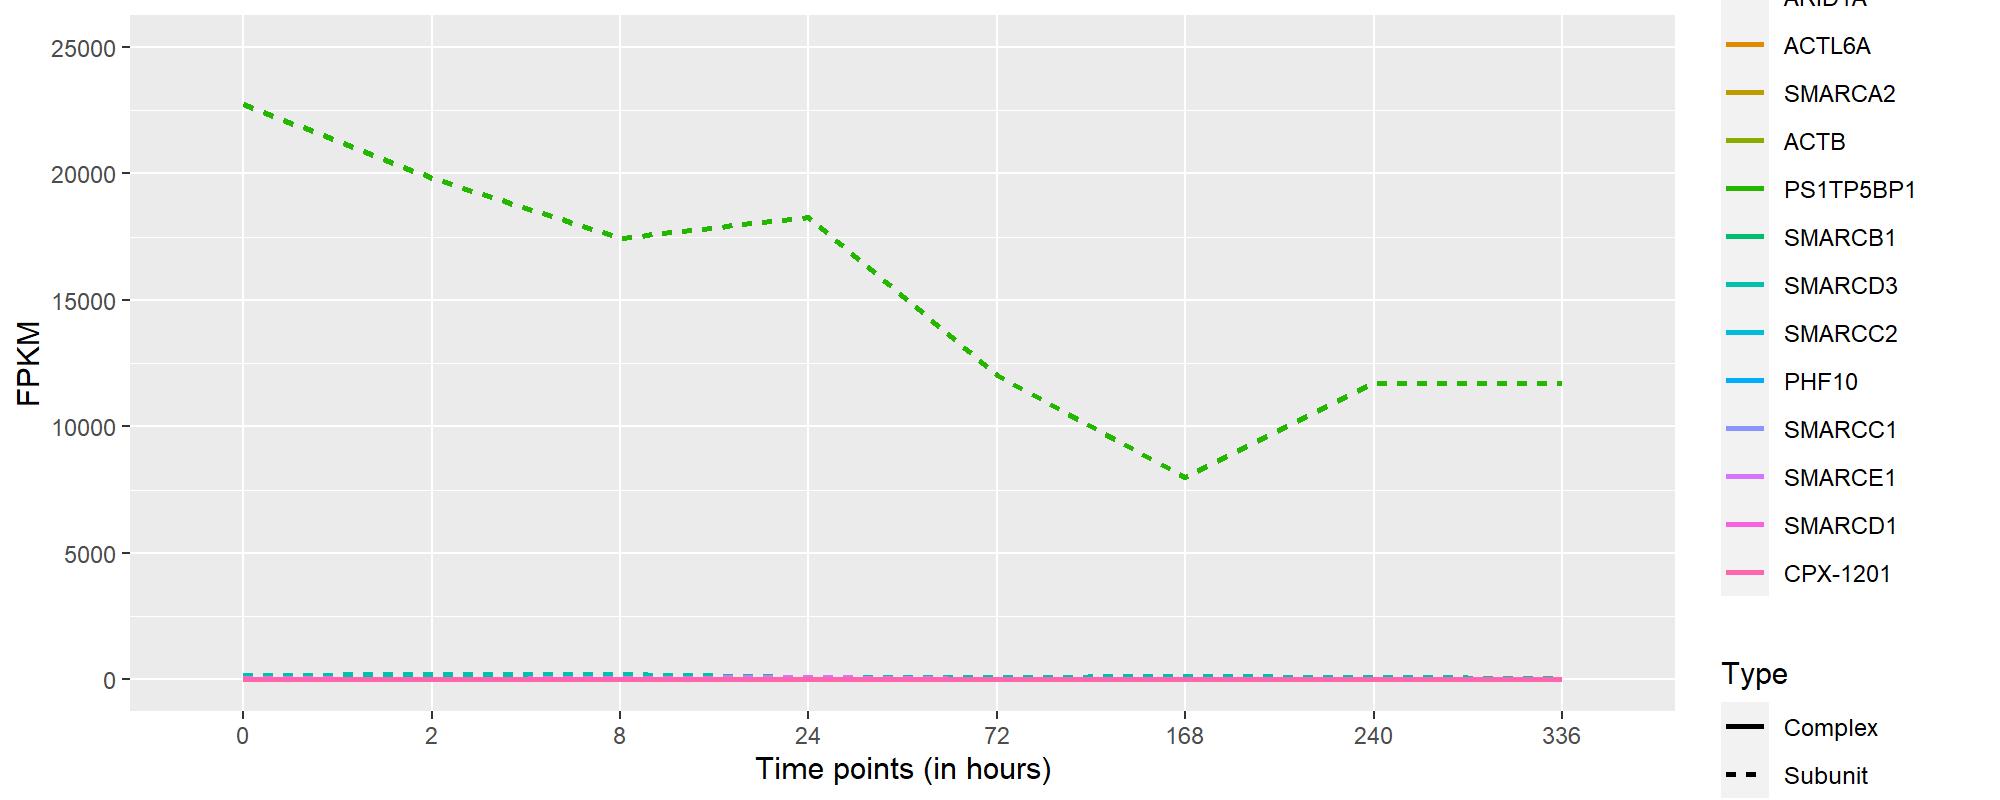 ARID1A
25000
ACTL6A
SMARCA2
ACTB
20000
PS1TP5BP1
SMARCB1
SMARCD3
15000
SMARCC2
FPKM
PHF10
10000
SMARCC1
SMARCE1
SMARCD1
5000
CPX-1201
0
Type
Complex
0 2 8 24 72 168 240 336
Time points (in hours)
Subunit